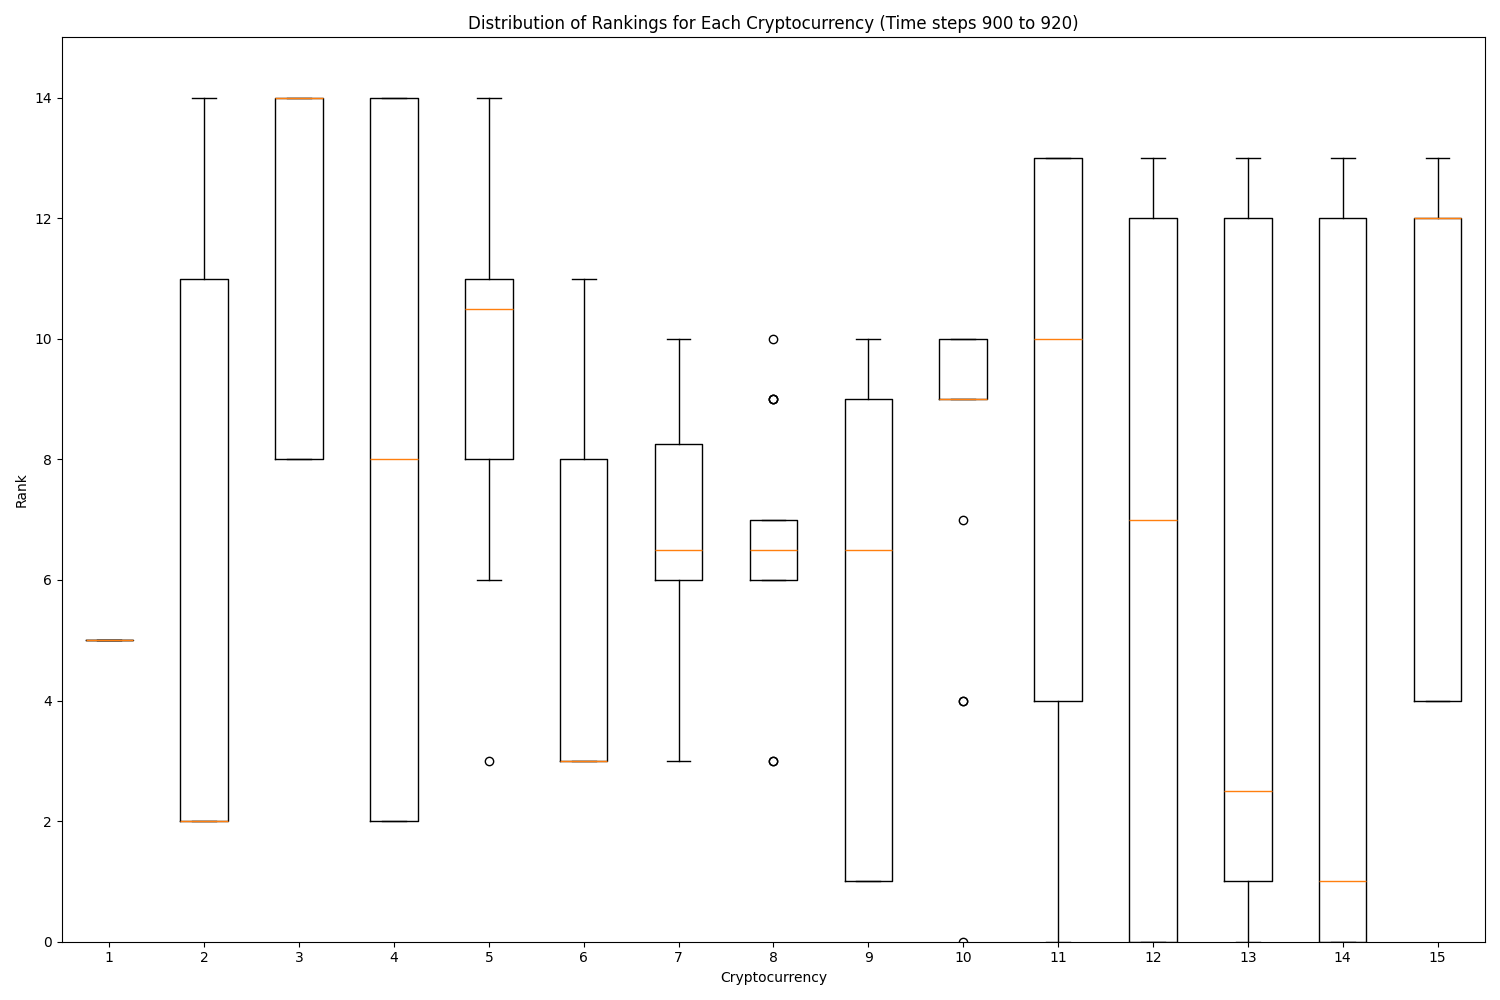 Distribution of Rankings for Each Cryptocurrency (Time steps 900 to 920)
14
12
10
8
6
4
2
0
Rank
1 2 3 4 5 6 7 8 9 10 11 12 13 14 15
Cryptocurrency